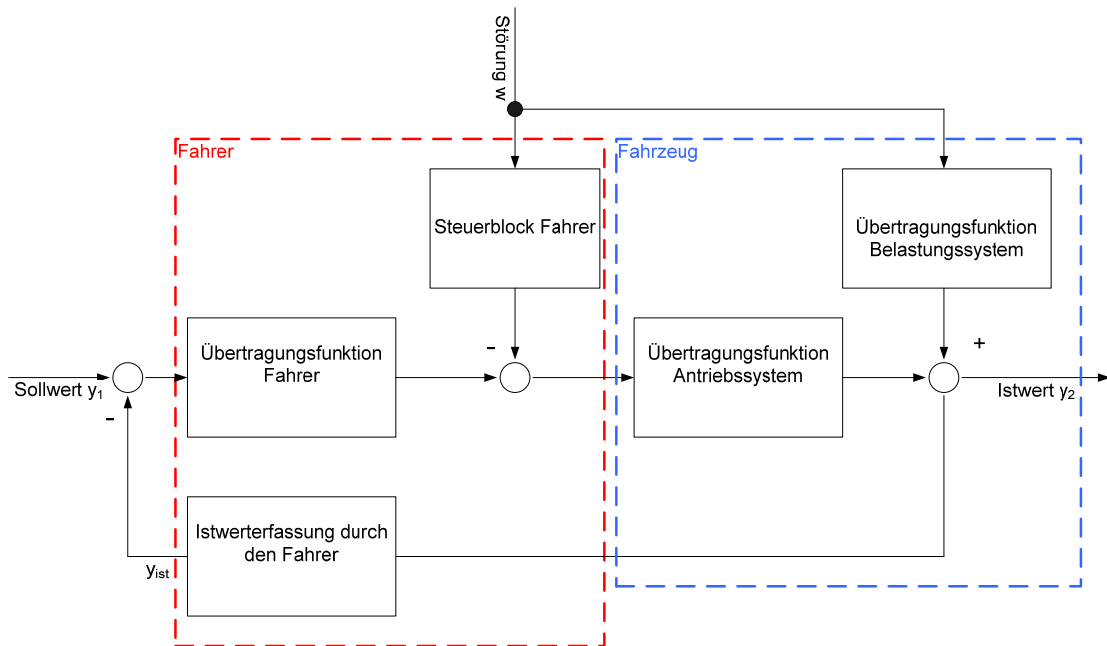 Störung w
Fahrer
Fahrzeug
Steuerblock Fahrer
Übertragungsfunktion
Belastungssystem
-
+
Übertragungsfunktion
Fahrer
Übertragungsfunktion
Antriebssystem
Sollwert y₁
Istwert y₂
-
Istwerterfassung durch
den Fahrer
yᵢₛₜ